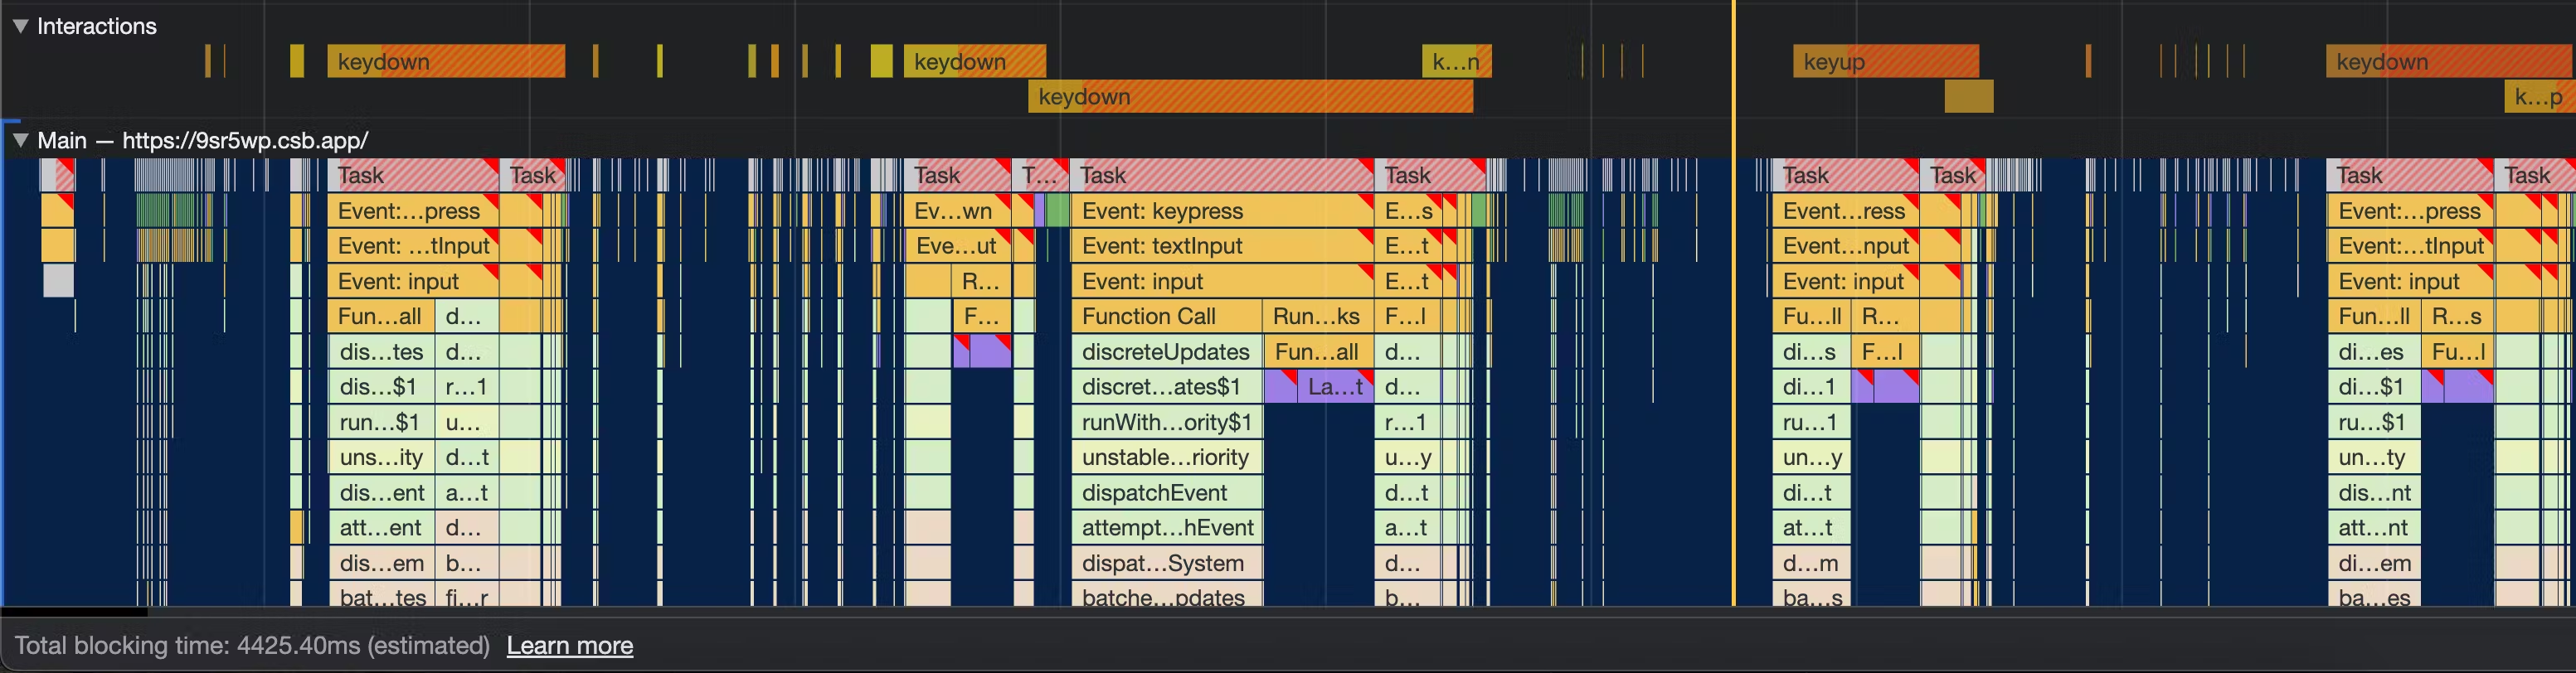 ▼ Interactions
keydown keydown k…n keyup keydown
keydown k…p
▼ Main — https://9sr5wp.csb.app/
Task Task Task T… Task Task Task Task Task Task
Event:…press Ev…wn Event: keypress E…s Event…ress Event:…press
Event: …tInput Eve…ut Event: textInput E…t Event…nput Event:…tInput
Event: input R… Event: input E…t Event: input Event: input
Fun…all d… F… Function Call Run…ks F…l Fu…ll R… Fun…ll R…s
dis…tes d… discreteUpdates Fun…all d… di…s F…l di…es Fu…l
dis…$1 r…1 discret…ates$1 La…t d… di…1 di…$1
run…$1 u… runWith…ority$1 r…1 ru…1 ru…$1
uns…ity d…t unstable…riority u…y un…y un…ty
dis…ent a…t dispatchEvent d…t di…t dis…nt
att…ent d… attempt…hEvent a…t at…t att…nt
dis…em b… dispat…System d… d…m di…em
bat…tes fi…r batche…pdates b… ba…s ba…es
Total blocking time: 4425.40ms (estimated) Learn more